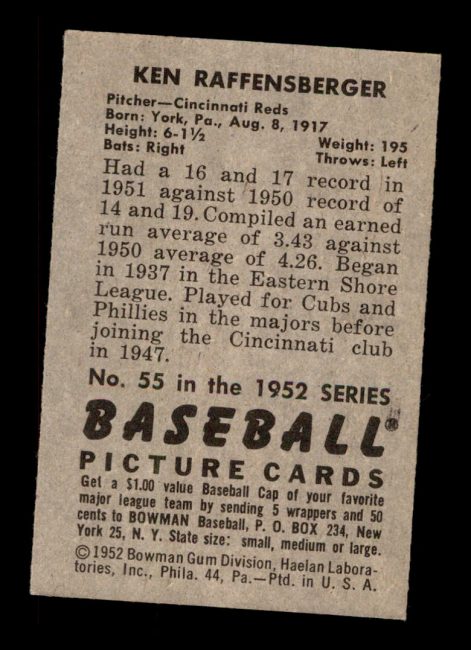 KEN RAFFENSBERGER
Pitcher—Cincinnati Reds
Born: York, Pa., Aug. 8, 1917
Height: 6-1½ Weight: 195
Bats: Right Throws: Left
Had a 16 and 17 record in
1951 against 1950 record of
14 and 19. Compiled an earned
run average of 3.43 against
1950 average of 4.26. Began
in 1937 in the Eastern Shore
League. Played for Cubs and
Phillies in the majors before
joining the Cincinnati club
in 1947.
No. 55 in the 1952 SERIES
BASEBALL®
PICTURE CARDS
Get a $1.00 value Baseball Cap of your favorite
major league team by sending 5 wrappers and 50
cents to BOWMAN Baseball, P. O. BOX 234, New
York 25, N. Y. State size: small, medium or large.
©1952 Bowman Gum Division, Haelan Labora-
tories, Inc., Phila. 44, Pa.—Ptd. in U. S. A.